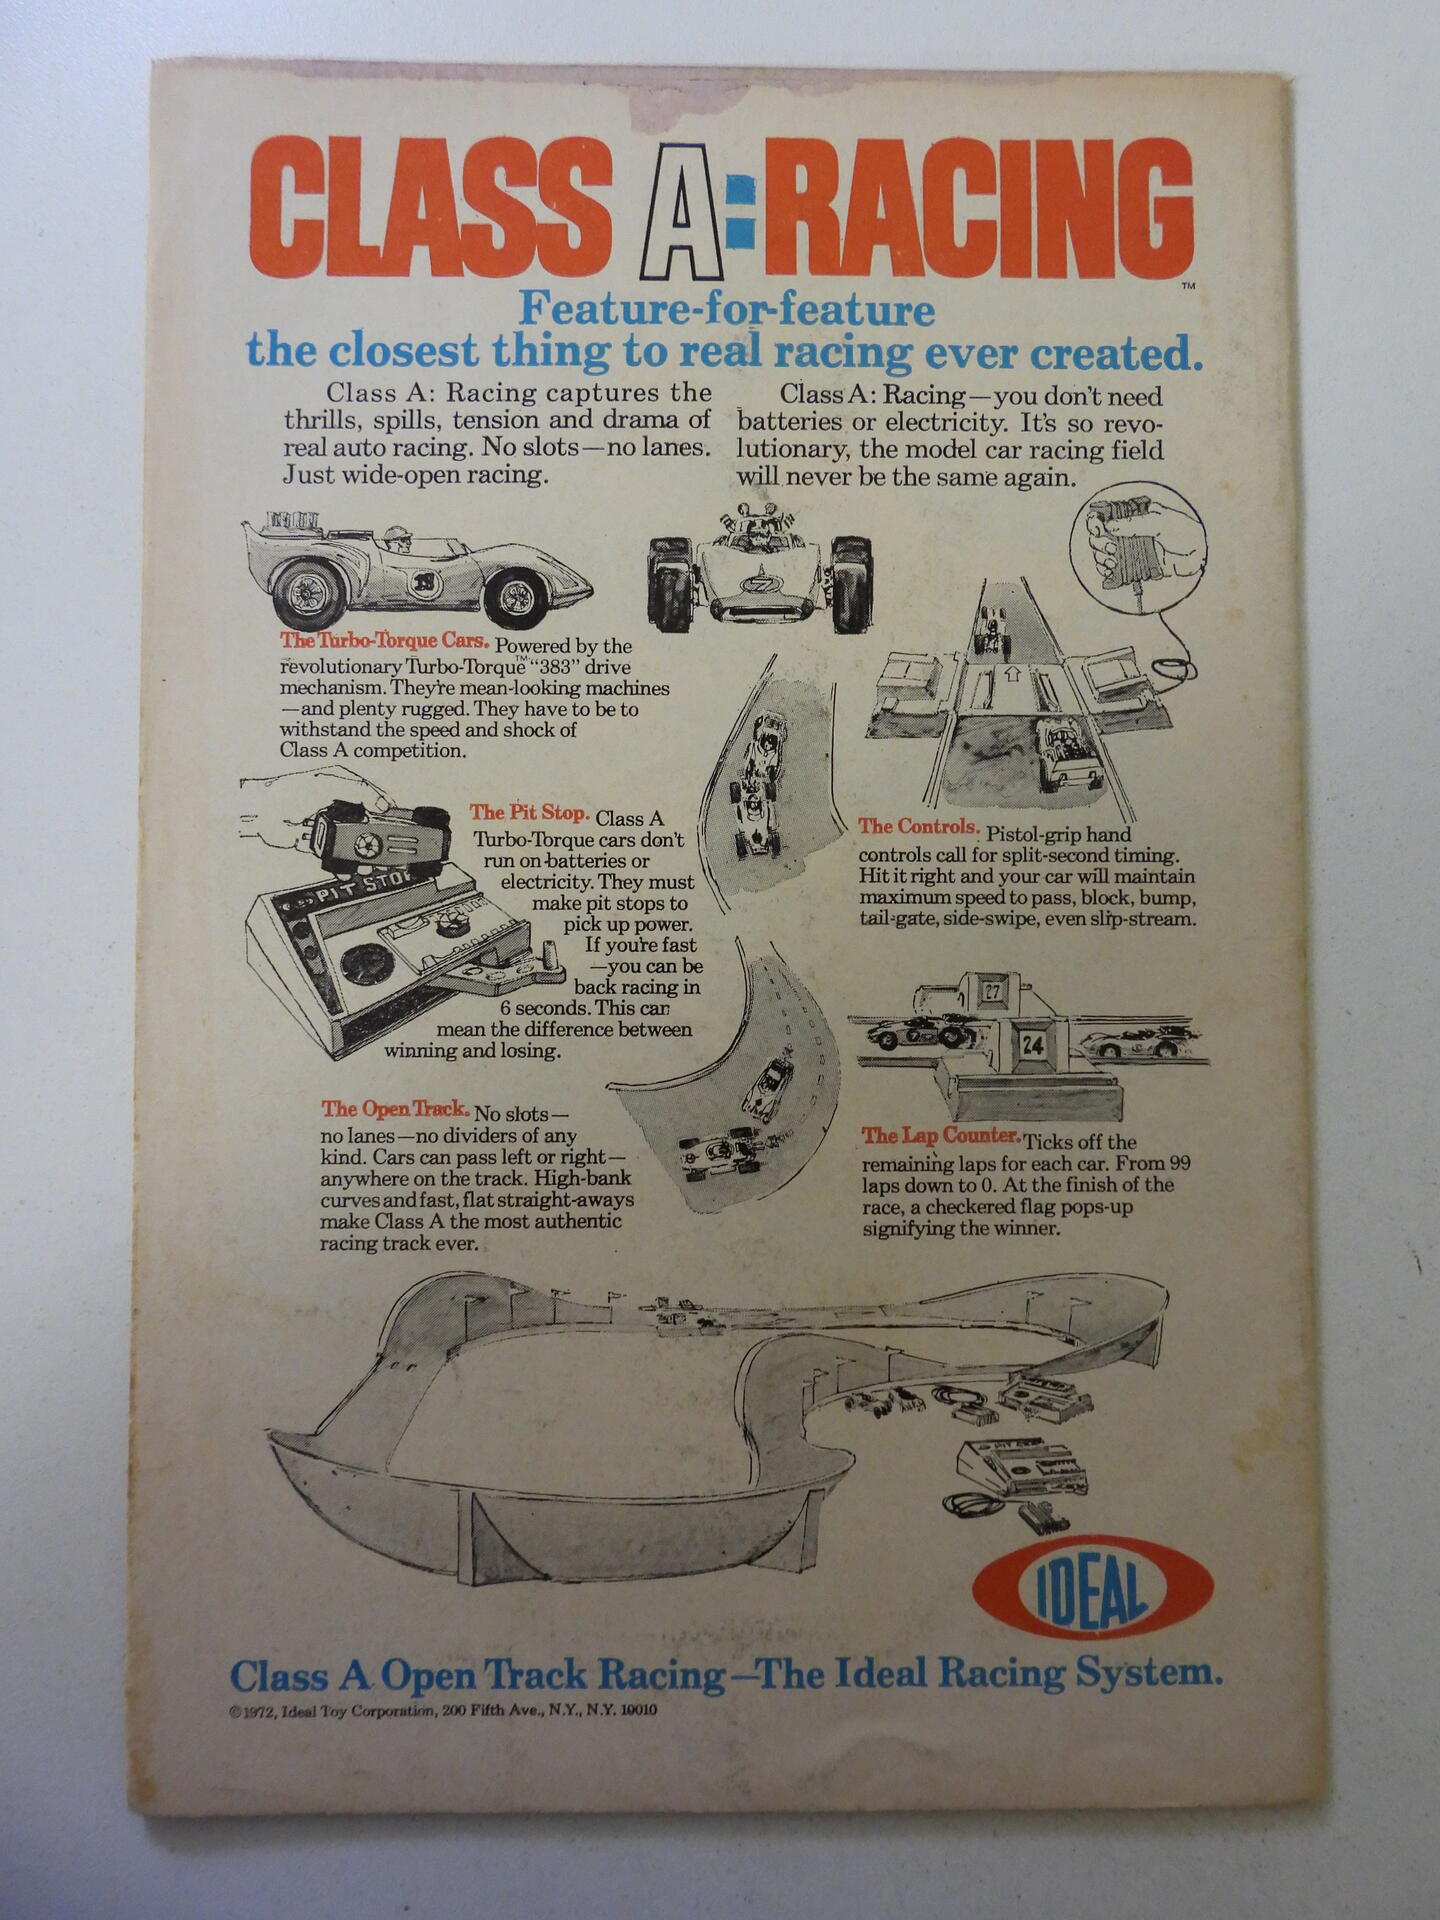 CLASS A:RACING
™
Feature-for-feature
the closest thing to real racing ever created.
Class A: Racing captures the
thrills, spills, tension and drama of
real auto racing. No slots—no lanes.
Just wide-open racing.
Class A: Racing—you don't need
batteries or electricity. It's so revo-
lutionary, the model car racing field
will never be the same again.
The Turbo-Torque Cars. Powered by the
revolutionary Turbo-Torque™ "383" drive
mechanism. They're mean-looking machines
—and plenty rugged. They have to be to
withstand the speed and shock of
Class A competition.
7
PIT STOP
The Pit Stop. Class A
Turbo-Torque cars don't
run on batteries or
electricity. They must
make pit stops to
pick up power.
If you're fast
—you can be
back racing in
6 seconds. This can
mean the difference between
winning and losing.
The Controls. Pistol-grip hand
controls call for split-second timing.
Hit it right and your car will maintain
maximum speed to pass, block, bump,
tail-gate, side-swipe, even slip-stream.
27
24
The Open Track. No slots—
no lanes—no dividers of any
kind. Cars can pass left or right—
anywhere on the track. High-bank
curves and fast, flat straight-aways
make Class A the most authentic
racing track ever.
The Lap Counter. Ticks off the
remaining laps for each car. From 99
laps down to 0. At the finish of the
race, a checkered flag pops-up
signifying the winner.
IDEAL
Class A Open Track Racing—The Ideal Racing System.
©1972, Ideal Toy Corporation, 200 Fifth Ave., N.Y., N.Y. 10010